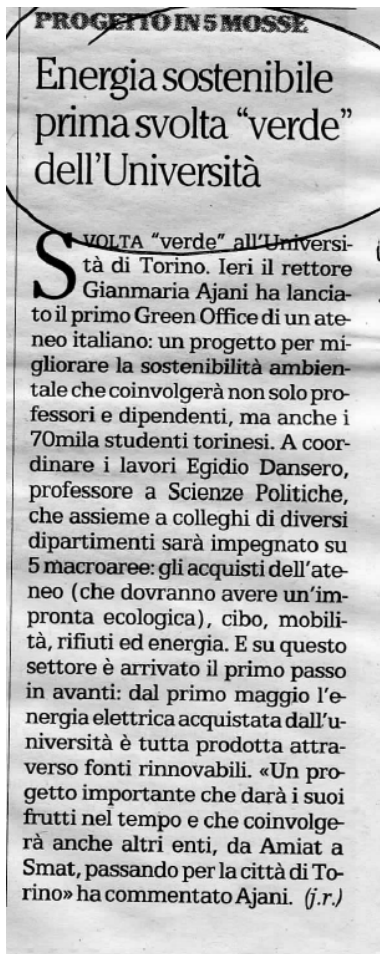 PROGETTO IN 5 MOSSE
Energia sostenibile
prima svolta “verde”
dell’Università
SVOLTA “verde” all’Universi-
tà di Torino. Ieri il rettore
Gianmaria Ajani ha lancia-
to il primo Green Office di un ate-
neo italiano: un progetto per mi-
gliorare la sostenibilità ambien-
tale che coinvolgerà non solo pro-
fessori e dipendenti, ma anche i
70mila studenti torinesi. A coor-
dinare i lavori Egidio Dansero,
professore a Scienze Politiche,
che assieme a colleghi di diversi
dipartimenti sarà impegnato su
5 macroaree: gli acquisti dell’ate-
neo (che dovranno avere un’im-
pronta ecologica), cibo, mobili-
tà, rifiuti ed energia. E su questo
settore è arrivato il primo passo
in avanti: dal primo maggio l’e-
nergia elettrica acquistata dall’u-
niversità è tutta prodotta attra-
verso fonti rinnovabili. «Un pro-
getto importante che darà i suoi
frutti nel tempo e che coinvolge-
rà anche altri enti, da Amiat a
Smat, passando per la città di To-
rino» ha commentato Ajani. (j.r.)